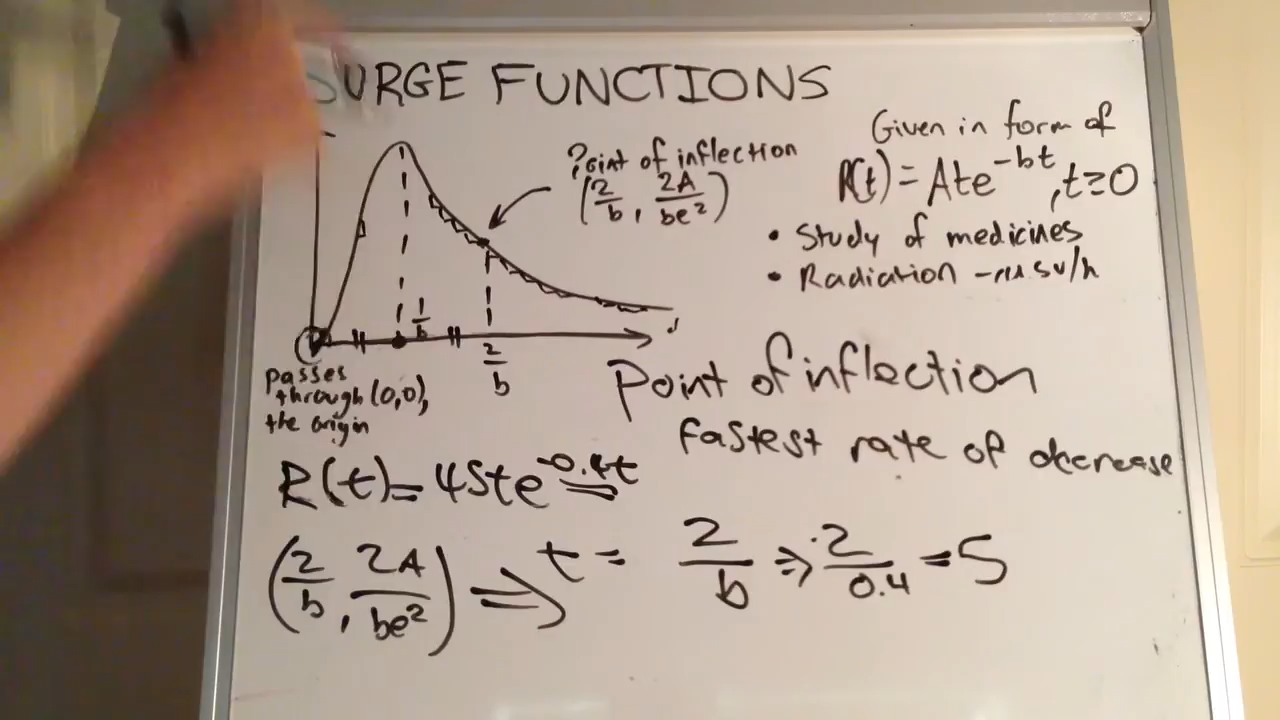 SURGE FUNCTIONS
Given in form of
R(t) = Ate^-bt, t≥0
• Study of medicines
• Radiation
Point of inflection
(2/b, 2A/be²)
1/b
2/b
passes
through (0,0),
the origin
Point of inflection
fastest rate of decrease
R(t) = 45te^-0.4t
(2/b, 2A/be²) ⇒ t = 2/b ⇒ 2/0.4 = 5